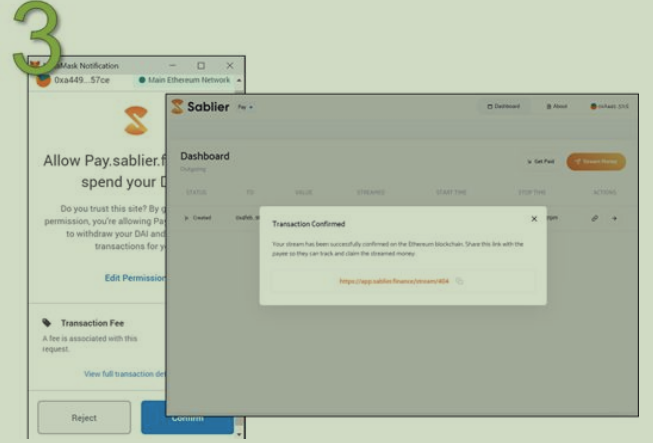 3
MetaMask Notification
0xa449...57ce
Main Ethereum Network
Allow Pay.sablier.f
spend your
Do you trust this site? By g
permission, you're allowing Pay
to withdraw your DAI and
transactions for y
Edit Permission
Transaction Fee
A fee is associated with this
request.
View full transaction de
Reject
Confirm
Sablier Pay
Dashboard
About
Dashboard
Outgoing
Get Paid
Stream Money
STATUS TO VALUE STREAMED START TIME STOP TIME ACTIONS
Created
Transaction Confirmed
Your stream has been successfully confirmed on the Ethereum blockchain. Share this link with the
payee so they can track and claim the streamed money.
https://app.sablier.finance/stream/404